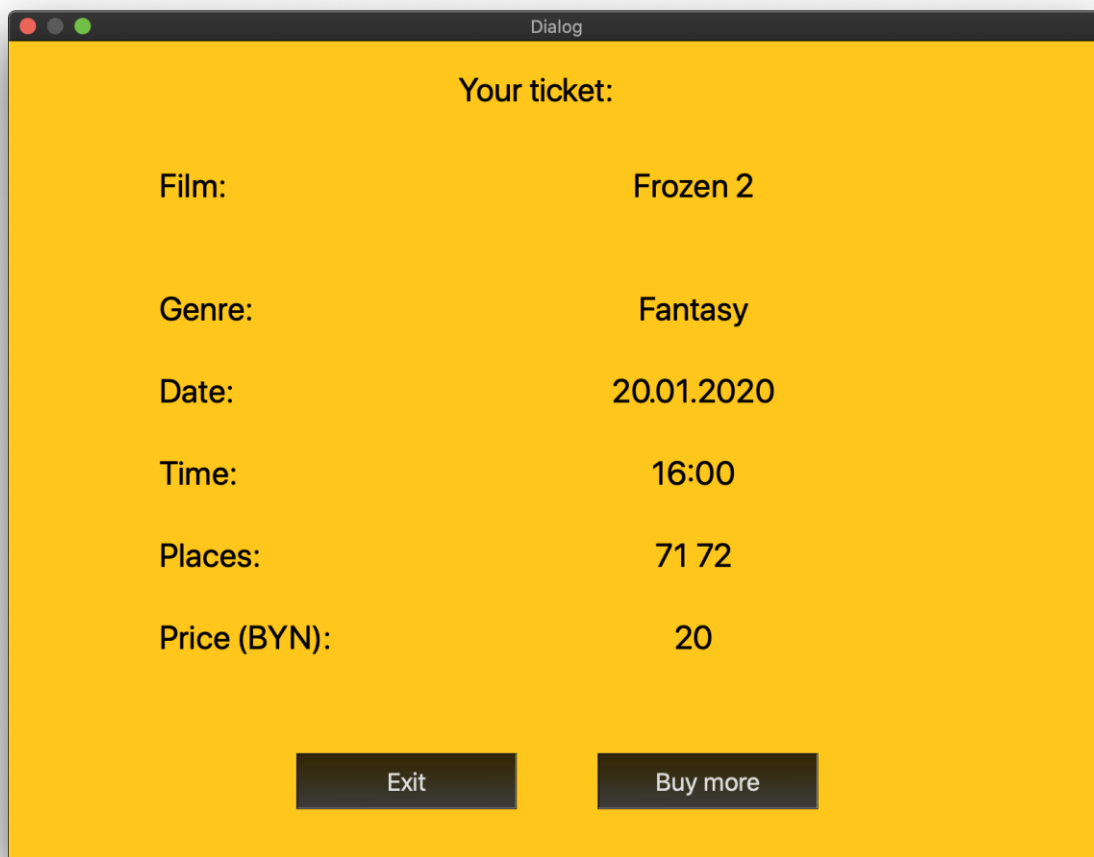 Dialog
Your ticket:
Film: Frozen 2
Genre: Fantasy
Date: 20.01.2020
Time: 16:00
Places: 71 72
Price (BYN): 20
Exit Buy more